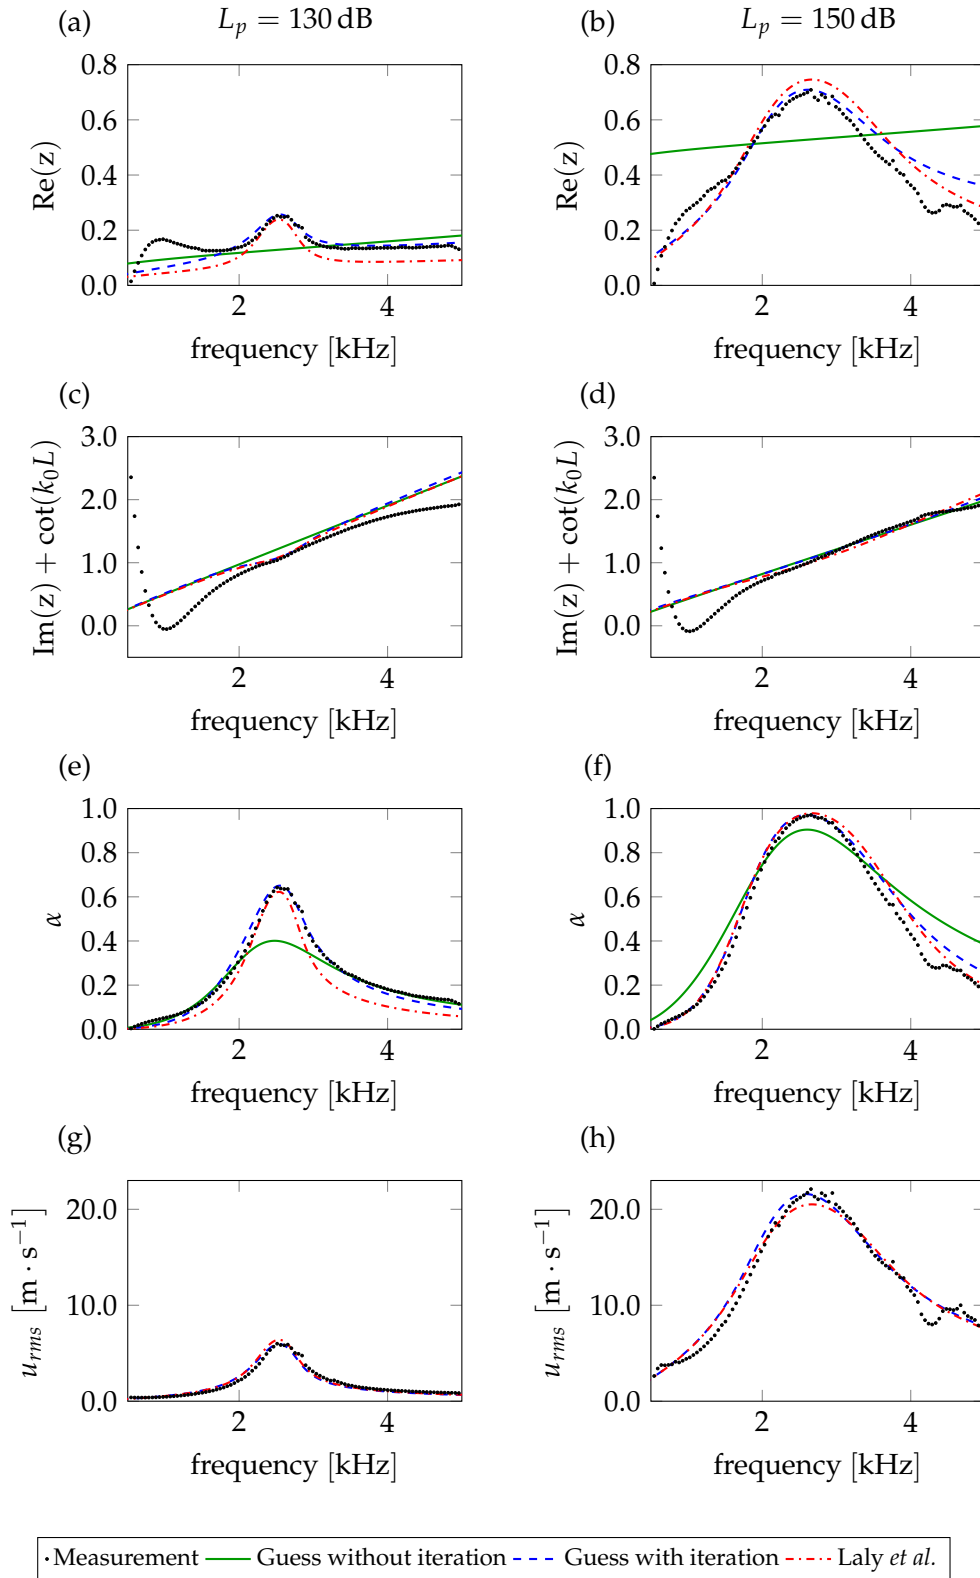 (a) L_p = 130 dB
(b) L_p = 150 dB
Re(z)
0.8
0.6
0.4
0.2
0.0
2 4
frequency [kHz]
Re(z)
0.8
0.6
0.4
0.2
0.0
2 4
frequency [kHz]
(c)
Im(z) + cot(k₀L)
3.0
2.0
1.0
0.0
2 4
frequency [kHz]
(d)
Im(z) + cot(k₀L)
3.0
2.0
1.0
0.0
2 4
frequency [kHz]
(e)
α
1.0
0.8
0.6
0.4
0.2
0.0
2 4
frequency [kHz]
(f)
α
1.0
0.8
0.6
0.4
0.2
0.0
2 4
frequency [kHz]
(g)
u_rms [m · s⁻¹]
20.0
10.0
0.0
2 4
frequency [kHz]
(h)
u_rms [m · s⁻¹]
20.0
10.0
0.0
2 4
frequency [kHz]
Measurement Guess without iteration Guess with iteration Laly et al.